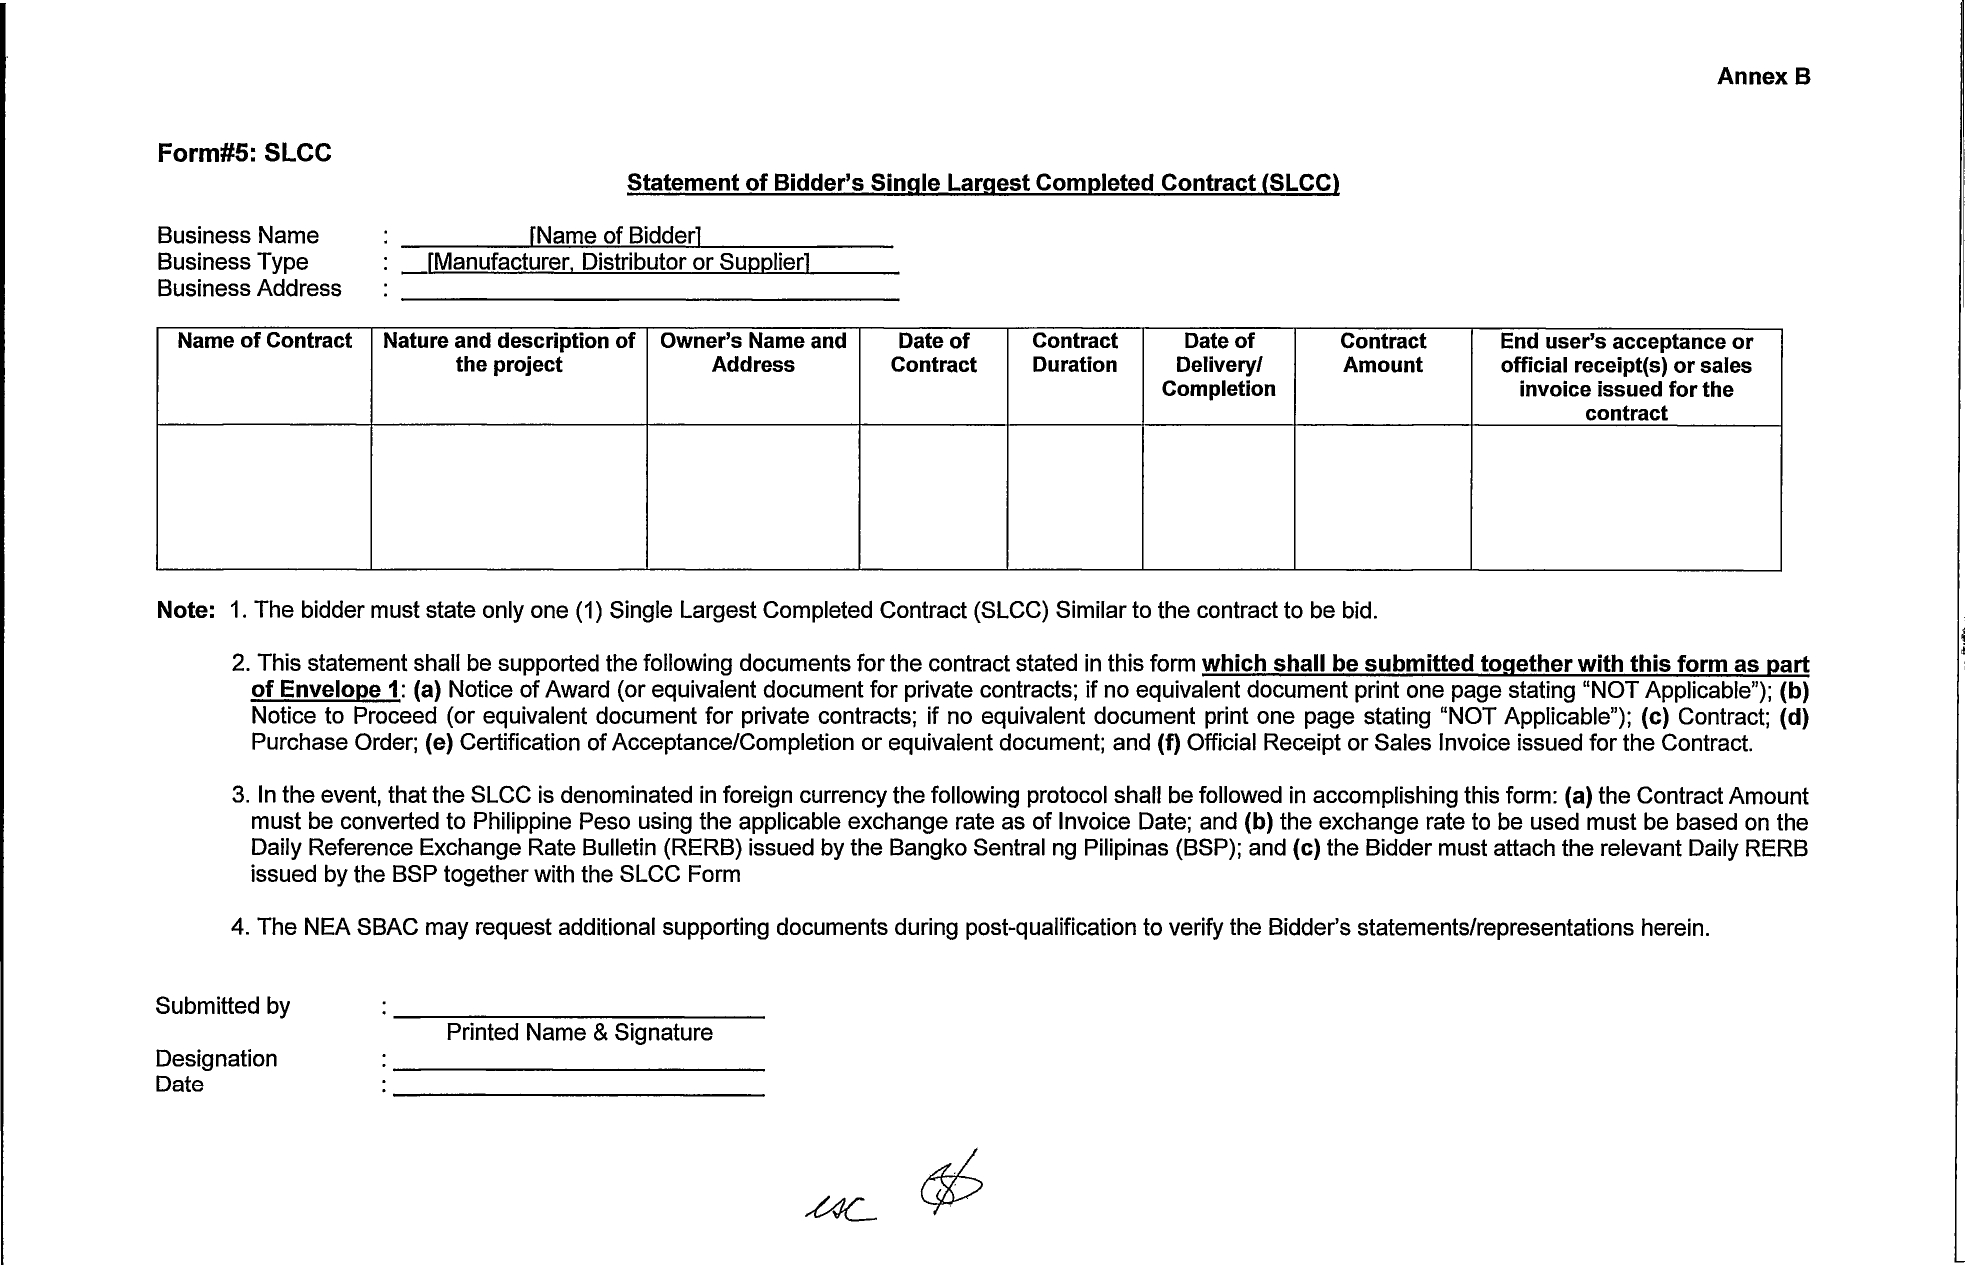 Annex B
Form#5: SLCC
Statement of Bidder's Single Largest Completed Contract (SLCC)
Business Name : [Name of Bidder]
Business Type : [Manufacturer, Distributor or Supplier]
Business Address :
Name of Contract
Nature and description of
the project
Owner's Name and
Address
Date of
Contract
Contract
Duration
Date of
Delivery/
Completion
Contract
Amount
End user's acceptance or
official receipt(s) or sales
invoice issued for the
contract
Note: 1. The bidder must state only one (1) Single Largest Completed Contract (SLCC) Similar to the contract to be bid.
2. This statement shall be supported the following documents for the contract stated in this form which shall be submitted together with this form as part
of Envelope 1: (a) Notice of Award (or equivalent document for private contracts; if no equivalent document print one page stating “NOT Applicable”); (b)
Notice to Proceed (or equivalent document for private contracts; if no equivalent document print one page stating “NOT Applicable”); (c) Contract; (d)
Purchase Order; (e) Certification of Acceptance/Completion or equivalent document; and (f) Official Receipt or Sales Invoice issued for the Contract.
3. In the event, that the SLCC is denominated in foreign currency the following protocol shall be followed in accomplishing this form: (a) the Contract Amount
must be converted to Philippine Peso using the applicable exchange rate as of Invoice Date; and (b) the exchange rate to be used must be based on the
Daily Reference Exchange Rate Bulletin (RERB) issued by the Bangko Sentral ng Pilipinas (BSP); and (c) the Bidder must attach the relevant Daily RERB
issued by the BSP together with the SLCC Form
4. The NEA SBAC may request additional supporting documents during post-qualification to verify the Bidder's statements/representations herein.
Submitted by :
Printed Name & Signature
Designation :
Date :